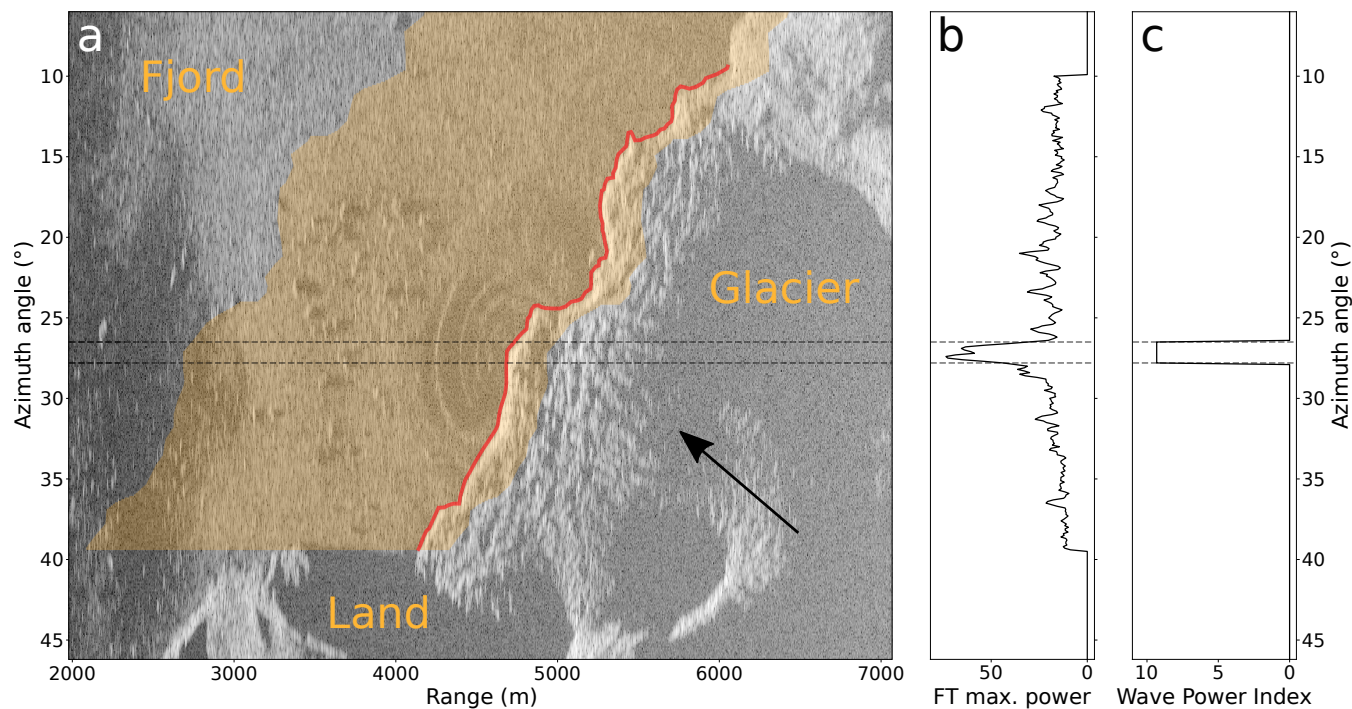 a
b
c
Fjord
Glacier
Land
Azimuth angle (°)
10
15
20
25
30
35
40
45
2000
3000
4000
5000
6000
7000
Range (m)
50
0
FT max. power
10
5
0
Wave Power Index
10
15
20
25
30
35
40
45
Azimuth angle (°)